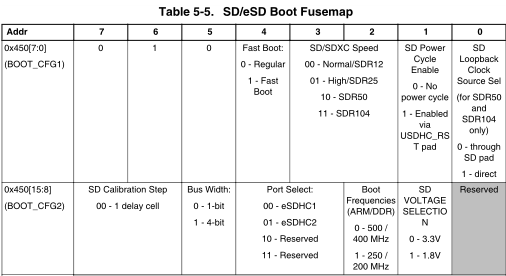 Table 5-5. SD/eSD Boot Fusemap
Addr 7 6 5 4 3 2 1 0
0x450[7:0]
(BOOT_CFG1)
0
1
0
Fast Boot:
0 - Regular
1 - Fast
Boot
SD/SDXC Speed
00 - Normal/SDR12
01 - High/SDR25
10 - SDR50
11 - SDR104
SD Power
Cycle
Enable
0 - No
power cycle
1 - Enabled
via
USDHC_RS
T pad
SD
Loopback
Clock
Source Sel
(for SDR50
and
SDR104
only)
0 - through
SD pad
1 - direct
0x450[15:8]
(BOOT_CFG2)
SD Calibration Step
00 - 1 delay cell
Bus Width:
0 - 1-bit
1 - 4-bit
Port Select:
00 - eSDHC1
01 - eSDHC2
10 - Reserved
11 - Reserved
Boot
Frequencies
(ARM/DDR)
0 - 500 /
400 MHz
1 - 250 /
200 MHz
SD
VOLTAGE
SELECTIO
N
0 - 3.3V
1 - 1.8V
Reserved